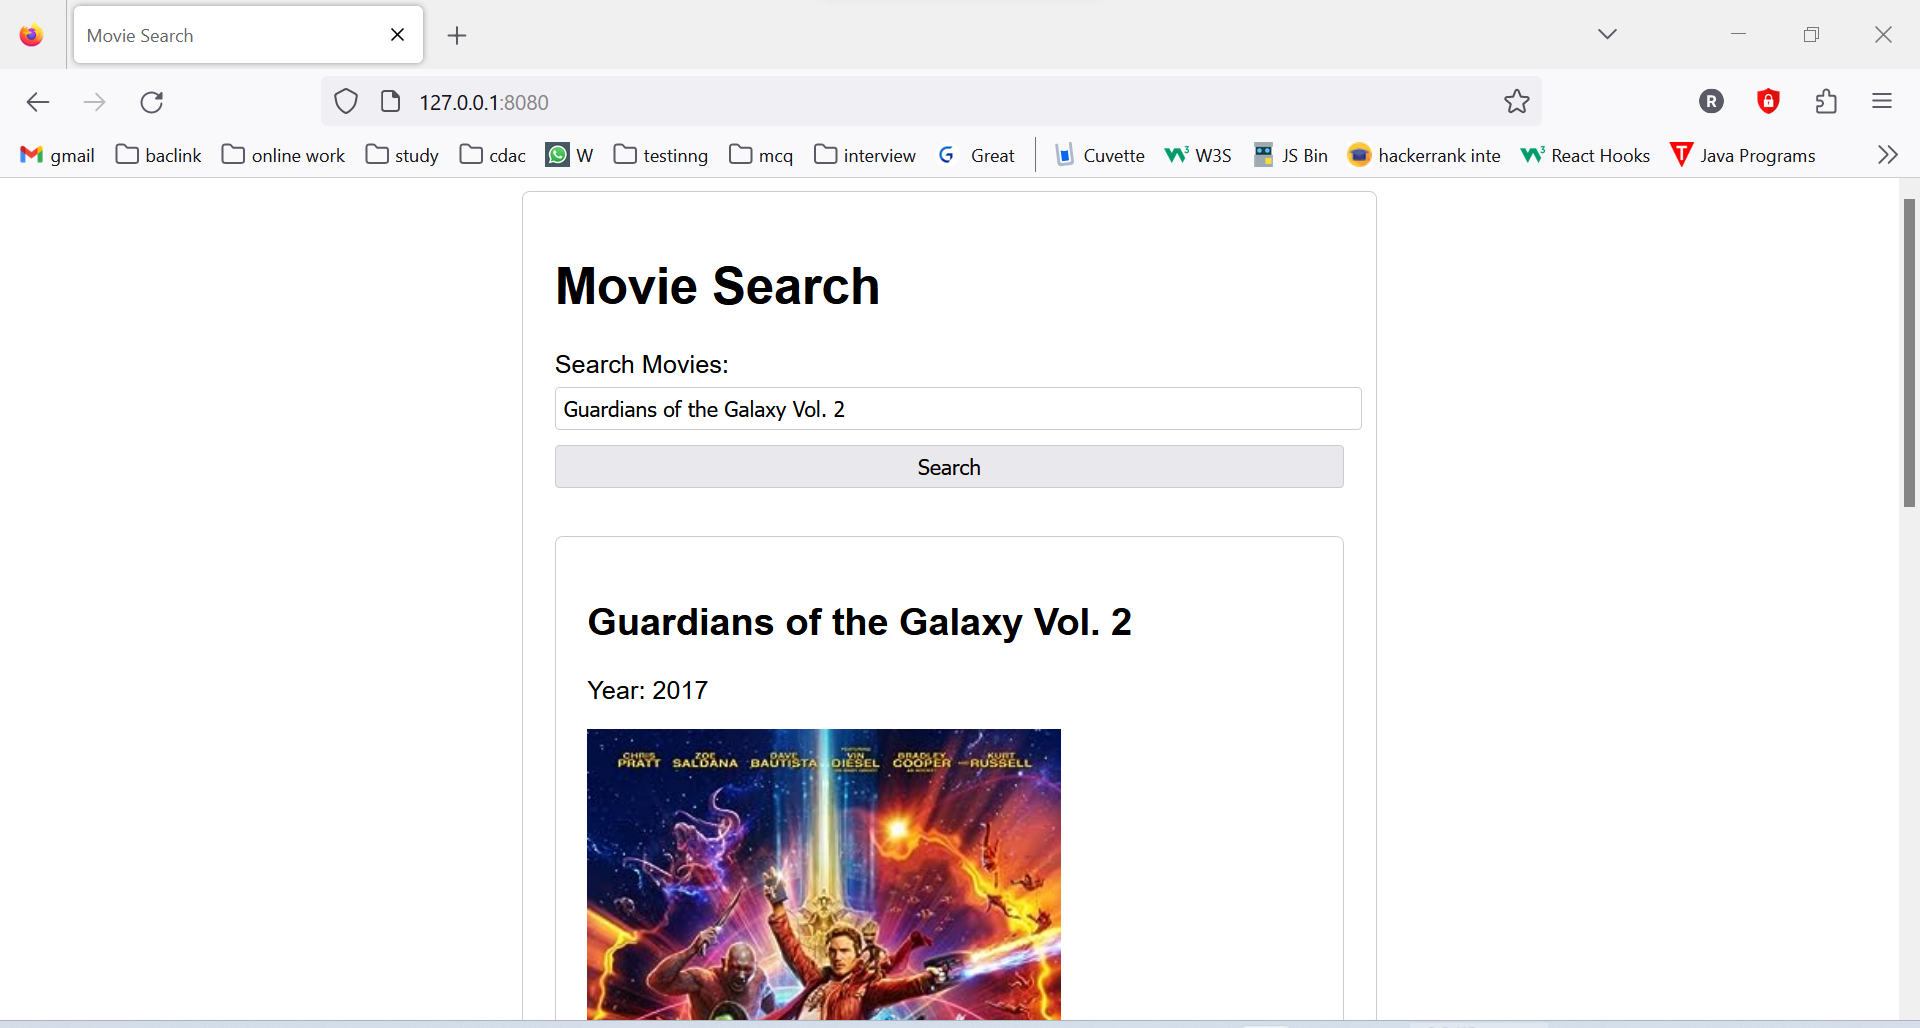 Movie Search
127.0.0.1:8080
R
gmail baclink online work study cdac W testinng mcq interview G Great Cuvette W3S JS Bin hackerrank inte React Hooks T Java Programs
Movie Search
Search Movies:
Guardians of the Galaxy Vol. 2
Search
Guardians of the Galaxy Vol. 2
Year: 2017
CHRIS PRATT ZOE SALDANA DAVE BAUTISTA FEATURING VIN DIESEL BRADLEY COOPER KURT RUSSELL